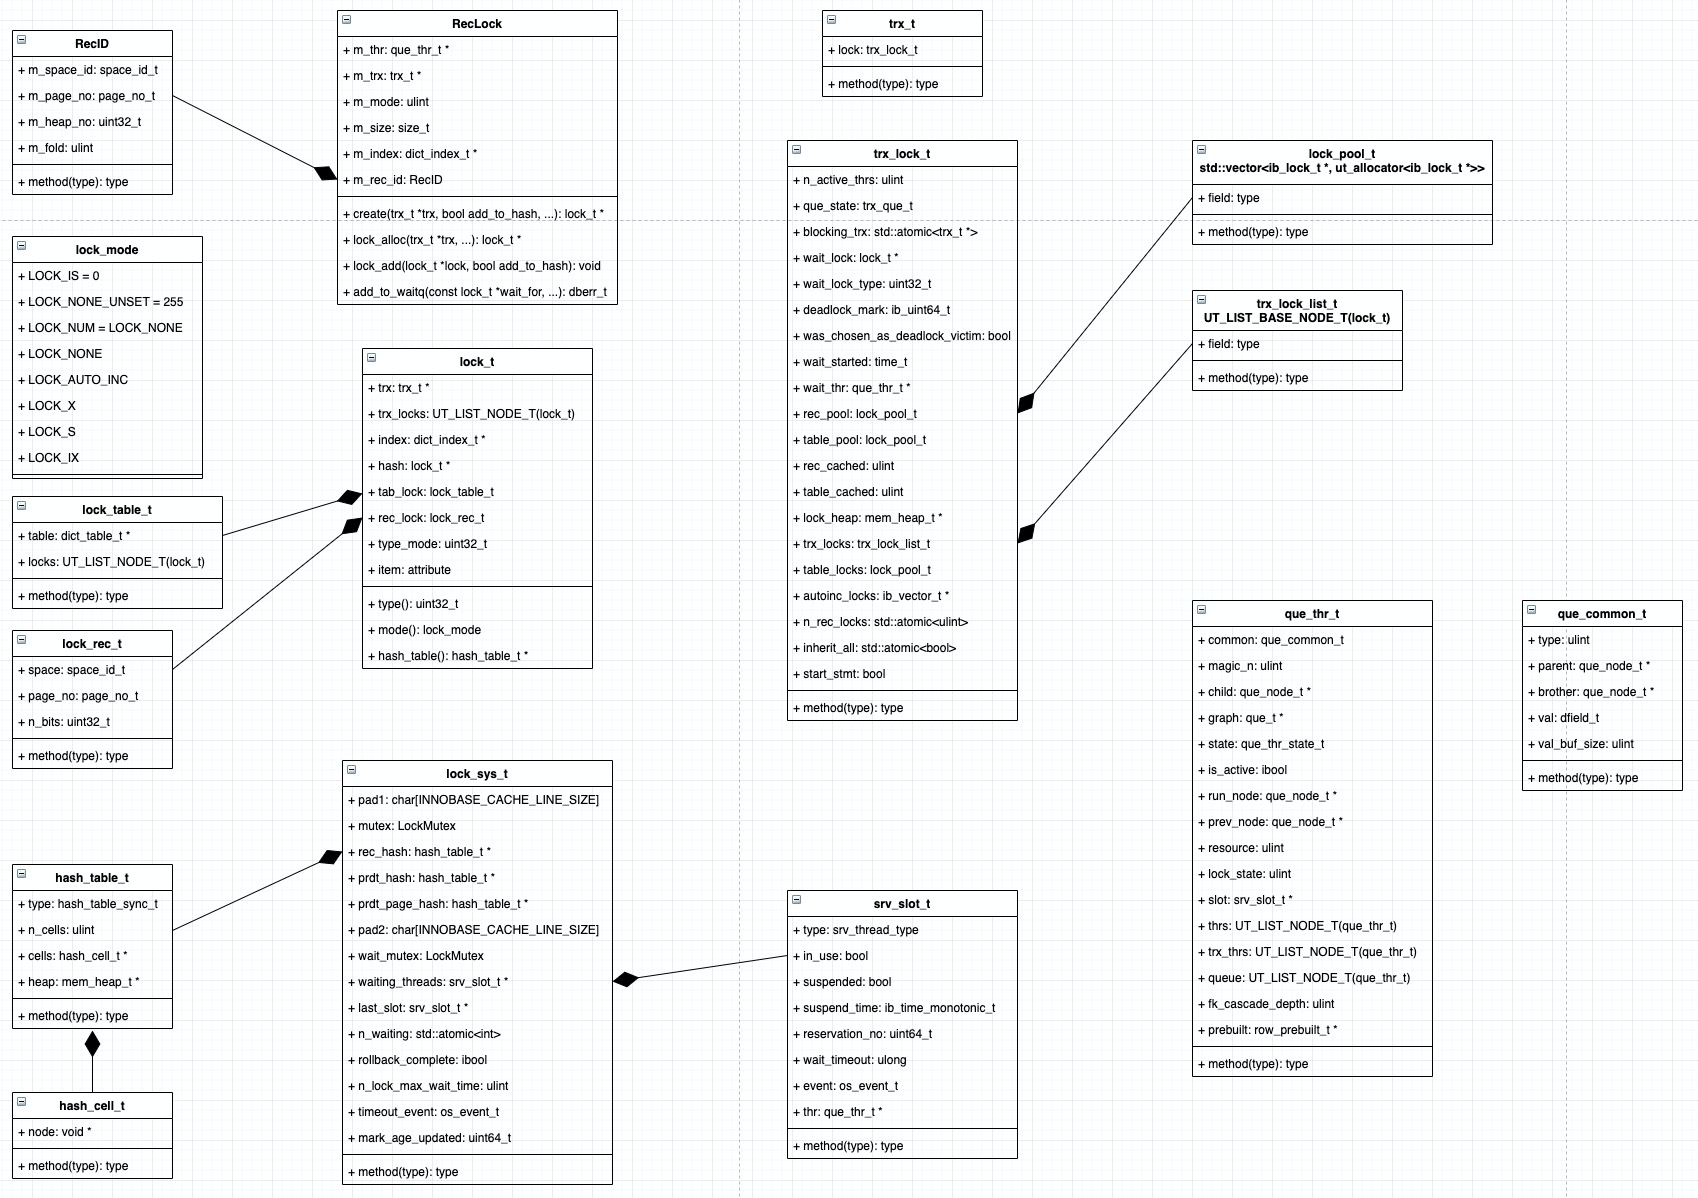 RecID
+ m_space_id: space_id_t
+ m_page_no: page_no_t
+ m_heap_no: uint32_t
+ m_fold: ulint
+ method(type): type
RecLock
+ m_thr: que_thr_t *
+ m_trx: trx_t *
+ m_mode: ulint
+ m_size: size_t
+ m_index: dict_index_t *
+ m_rec_id: RecID
+ create(trx_t *trx, bool add_to_hash, ...): lock_t *
+ lock_alloc(trx_t *trx, ...): lock_t *
+ lock_add(lock_t *lock, bool add_to_hash): void
+ add_to_waitq(const lock_t *wait_for, ...): dberr_t
trx_t
+ lock: trx_lock_t
+ method(type): type
lock_mode
+ LOCK_IS = 0
+ LOCK_NONE_UNSET = 255
+ LOCK_NUM = LOCK_NONE
+ LOCK_NONE
+ LOCK_AUTO_INC
+ LOCK_X
+ LOCK_S
+ LOCK_IX
lock_t
+ trx: trx_t *
+ trx_locks: UT_LIST_NODE_T(lock_t)
+ index: dict_index_t *
+ hash: lock_t *
+ tab_lock: lock_table_t
+ rec_lock: lock_rec_t
+ type_mode: uint32_t
+ item: attribute
+ type(): uint32_t
+ mode(): lock_mode
+ hash_table(): hash_table_t *
trx_lock_t
+ n_active_thrs: ulint
+ que_state: trx_que_t
+ blocking_trx: std::atomic<trx_t *>
+ wait_lock: lock_t *
+ wait_lock_type: uint32_t
+ deadlock_mark: ib_uint64_t
+ was_chosen_as_deadlock_victim: bool
+ wait_started: time_t
+ wait_thr: que_thr_t *
+ rec_pool: lock_pool_t
+ table_pool: lock_pool_t
+ rec_cached: ulint
+ table_cached: ulint
+ lock_heap: mem_heap_t *
+ trx_locks: trx_lock_list_t
+ table_locks: lock_pool_t
+ autoinc_locks: ib_vector_t *
+ n_rec_locks: std::atomic<ulint>
+ inherit_all: std::atomic<bool>
+ start_stmt: bool
+ method(type): type
lock_pool_t
std::vector<ib_lock_t *, ut_allocator<ib_lock_t *>>
+ field: type
+ method(type): type
trx_lock_list_t
UT_LIST_BASE_NODE_T(lock_t)
+ field: type
+ method(type): type
lock_table_t
+ table: dict_table_t *
+ locks: UT_LIST_NODE_T(lock_t)
+ method(type): type
lock_rec_t
+ space: space_id_t
+ page_no: page_no_t
+ n_bits: uint32_t
+ method(type): type
que_thr_t
+ common: que_common_t
+ magic_n: ulint
+ child: que_node_t *
+ graph: que_t *
+ state: que_thr_state_t
+ is_active: ibool
+ run_node: que_node_t *
+ prev_node: que_node_t *
+ resource: ulint
+ lock_state: ulint
+ slot: srv_slot_t *
+ thrs: UT_LIST_NODE_T(que_thr_t)
+ trx_thrs: UT_LIST_NODE_T(que_thr_t)
+ queue: UT_LIST_NODE_T(que_thr_t)
+ fk_cascade_depth: ulint
+ prebuilt: row_prebuilt_t *
+ method(type): type
que_common_t
+ type: ulint
+ parent: que_node_t *
+ brother: que_node_t *
+ val: dfield_t
+ val_buf_size: ulint
+ method(type): type
lock_sys_t
+ pad1: char[INNOBASE_CACHE_LINE_SIZE]
+ mutex: LockMutex
+ rec_hash: hash_table_t *
+ prdt_hash: hash_table_t *
+ prdt_page_hash: hash_table_t *
+ pad2: char[INNOBASE_CACHE_LINE_SIZE]
+ wait_mutex: LockMutex
+ waiting_threads: srv_slot_t *
+ last_slot: srv_slot_t *
+ n_waiting: std::atomic<int>
+ rollback_complete: ibool
+ n_lock_max_wait_time: ulint
+ timeout_event: os_event_t
+ mark_age_updated: uint64_t
+ method(type): type
hash_table_t
+ type: hash_table_sync_t
+ n_cells: ulint
+ cells: hash_cell_t *
+ heap: mem_heap_t *
+ method(type): type
srv_slot_t
+ type: srv_thread_type
+ in_use: bool
+ suspended: bool
+ suspend_time: ib_time_monotonic_t
+ reservation_no: uint64_t
+ wait_timeout: ulong
+ event: os_event_t
+ thr: que_thr_t *
+ method(type): type
hash_cell_t
+ node: void *
+ method(type): type